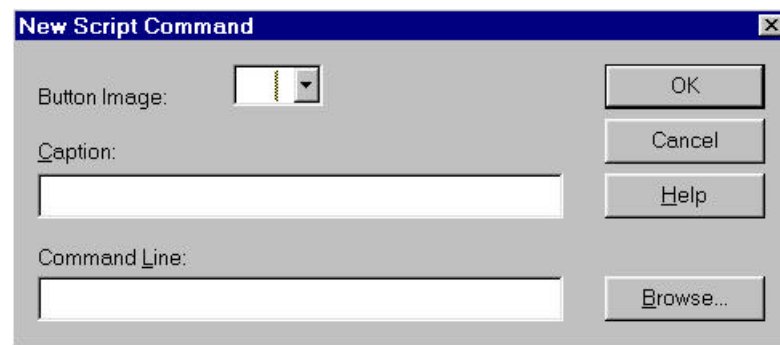 New Script Command
Button Image:
OK
Caption:
Cancel
Help
Command Line:
Browse...